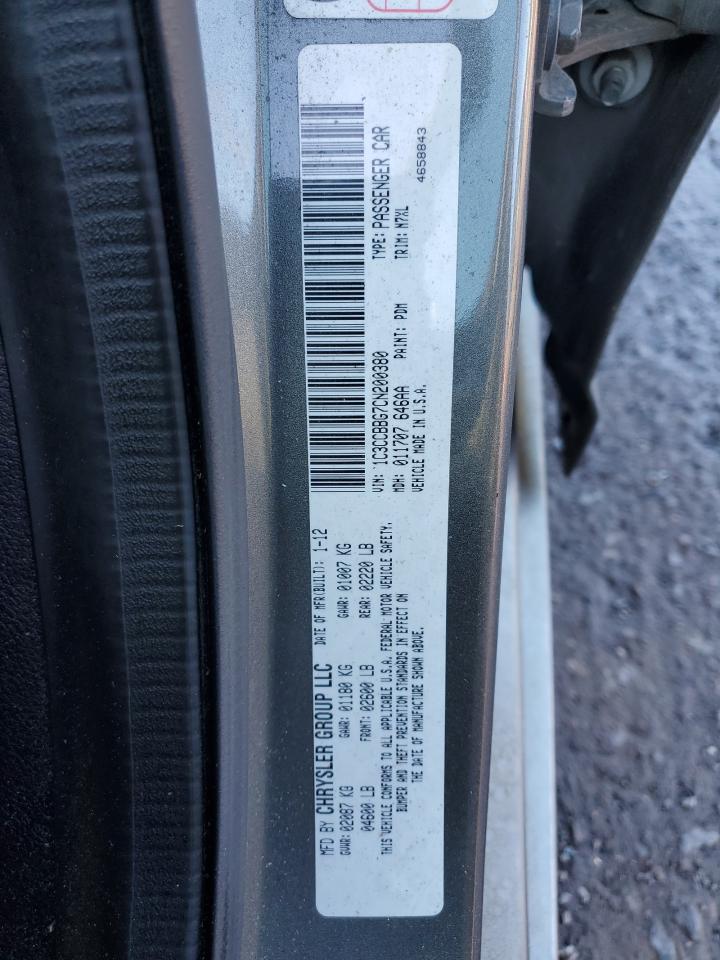 MFD BY CHRYSLER GROUP LLC DATE OF MFR(BUILT): 1-12
GVWR: 02087 KG GAWR: 01180 KG GAWR: 01007 KG
04600 LB FRONT: 02600 LB REAR: 02220 LB
THIS VEHICLE CONFORMS TO ALL APPLICABLE U.S.A. FEDERAL MOTOR VEHICLE SAFETY,
BUMPER AND THEFT PREVENTION STANDARDS IN EFFECT ON
THE DATE OF MANUFACTURE SHOWN ABOVE.
VIN: 1C3CCBBG7CN200380 TYPE: PASSENGER CAR
MDH: 011707 646AA PAINT: PDM TRIM: N7XL
VEHICLE MADE IN U.S.A. 4658843